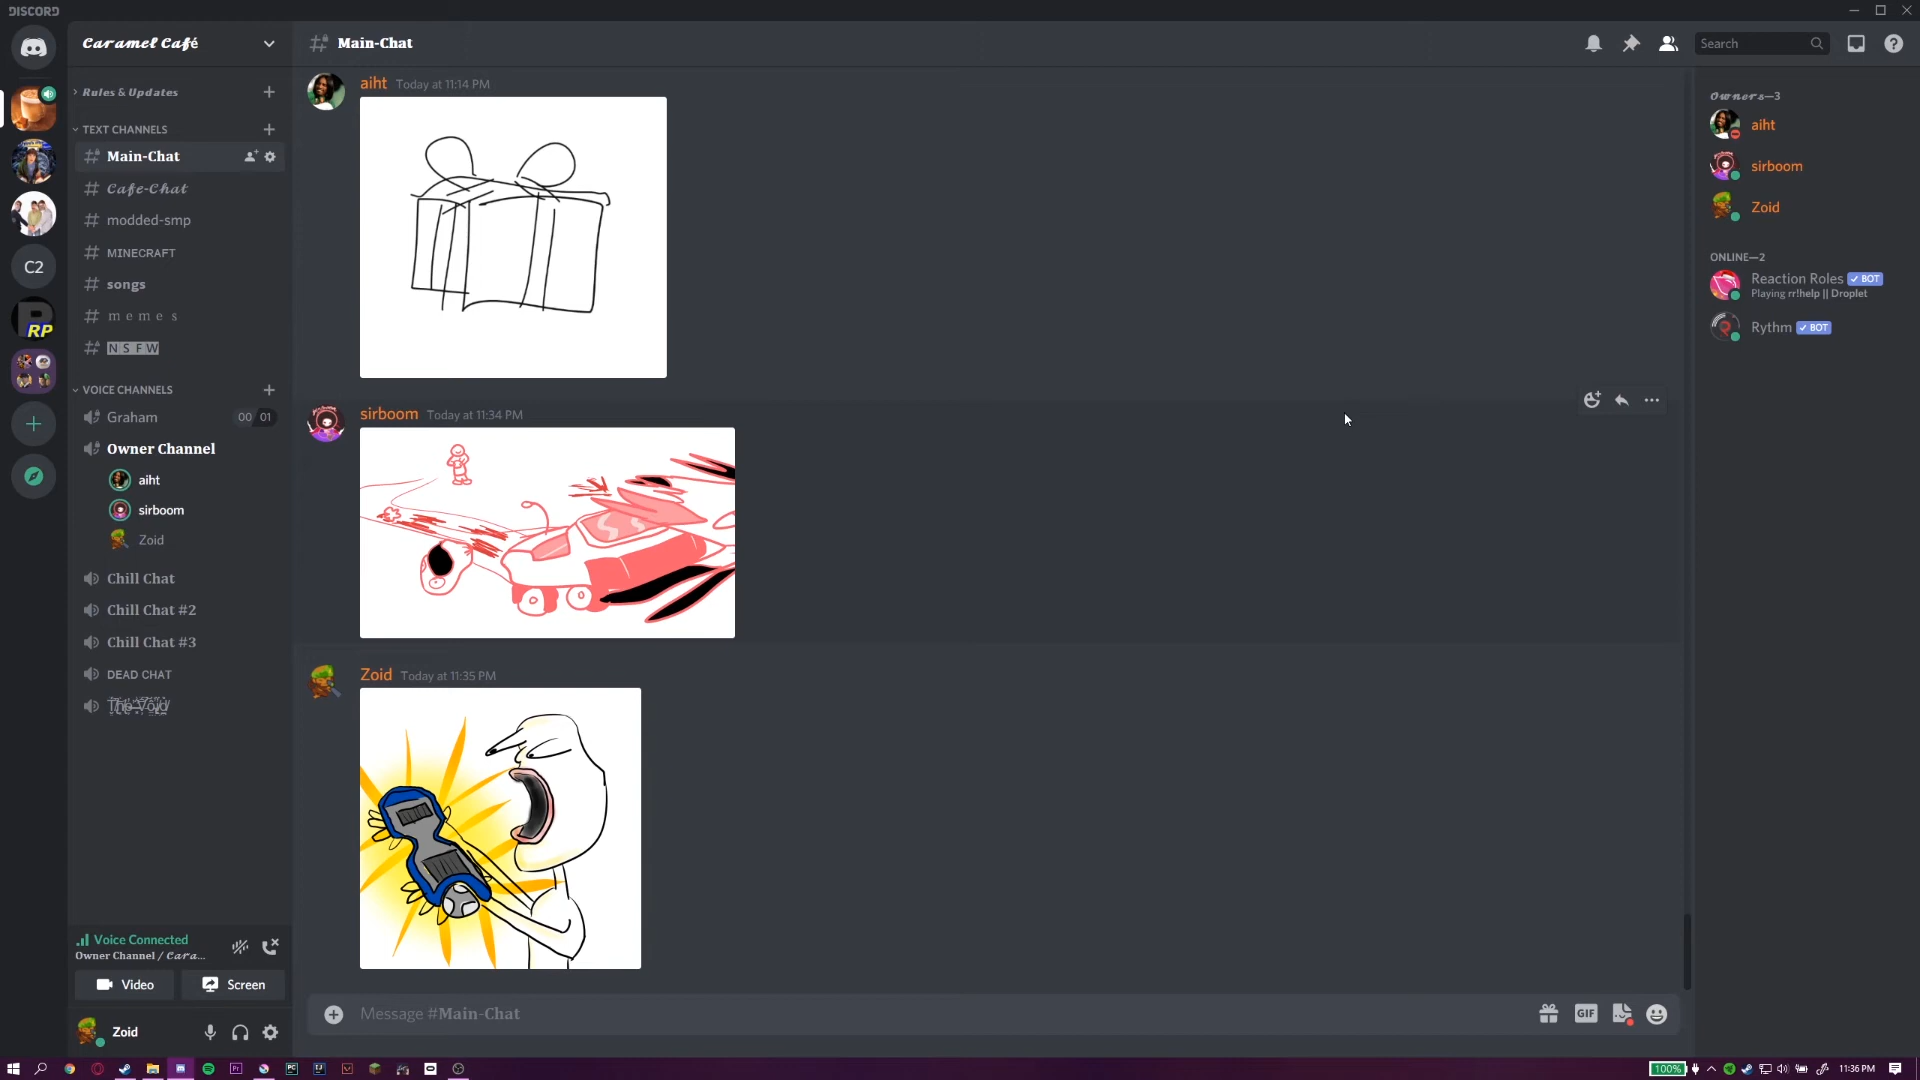 DISCORD
Caramel Café
Main-Chat
Search
Rules & Updates
TEXT CHANNELS
Main-Chat
Cafe-Chat
modded-smp
MINECRAFT
songs
memes
NSFW
VOICE CHANNELS
Graham
00 01
Owner Channel
aiht
sirboom
Zoid
Chill Chat
Chill Chat #2
Chill Chat #3
DEAD CHAT
The Void
Voice Connected
Owner Channel / Cara...
Video
Screen
Zoid
C2
RP
aiht Today at 11:14 PM
sirboom Today at 11:34 PM
Zoid Today at 11:35 PM
Message #Main-Chat
GIF
Owners—3
aiht
sirboom
Zoid
ONLINE—2
Reaction Roles BOT
Playing rr!help || Droplet
Rythm BOT
100%
11:36 PM